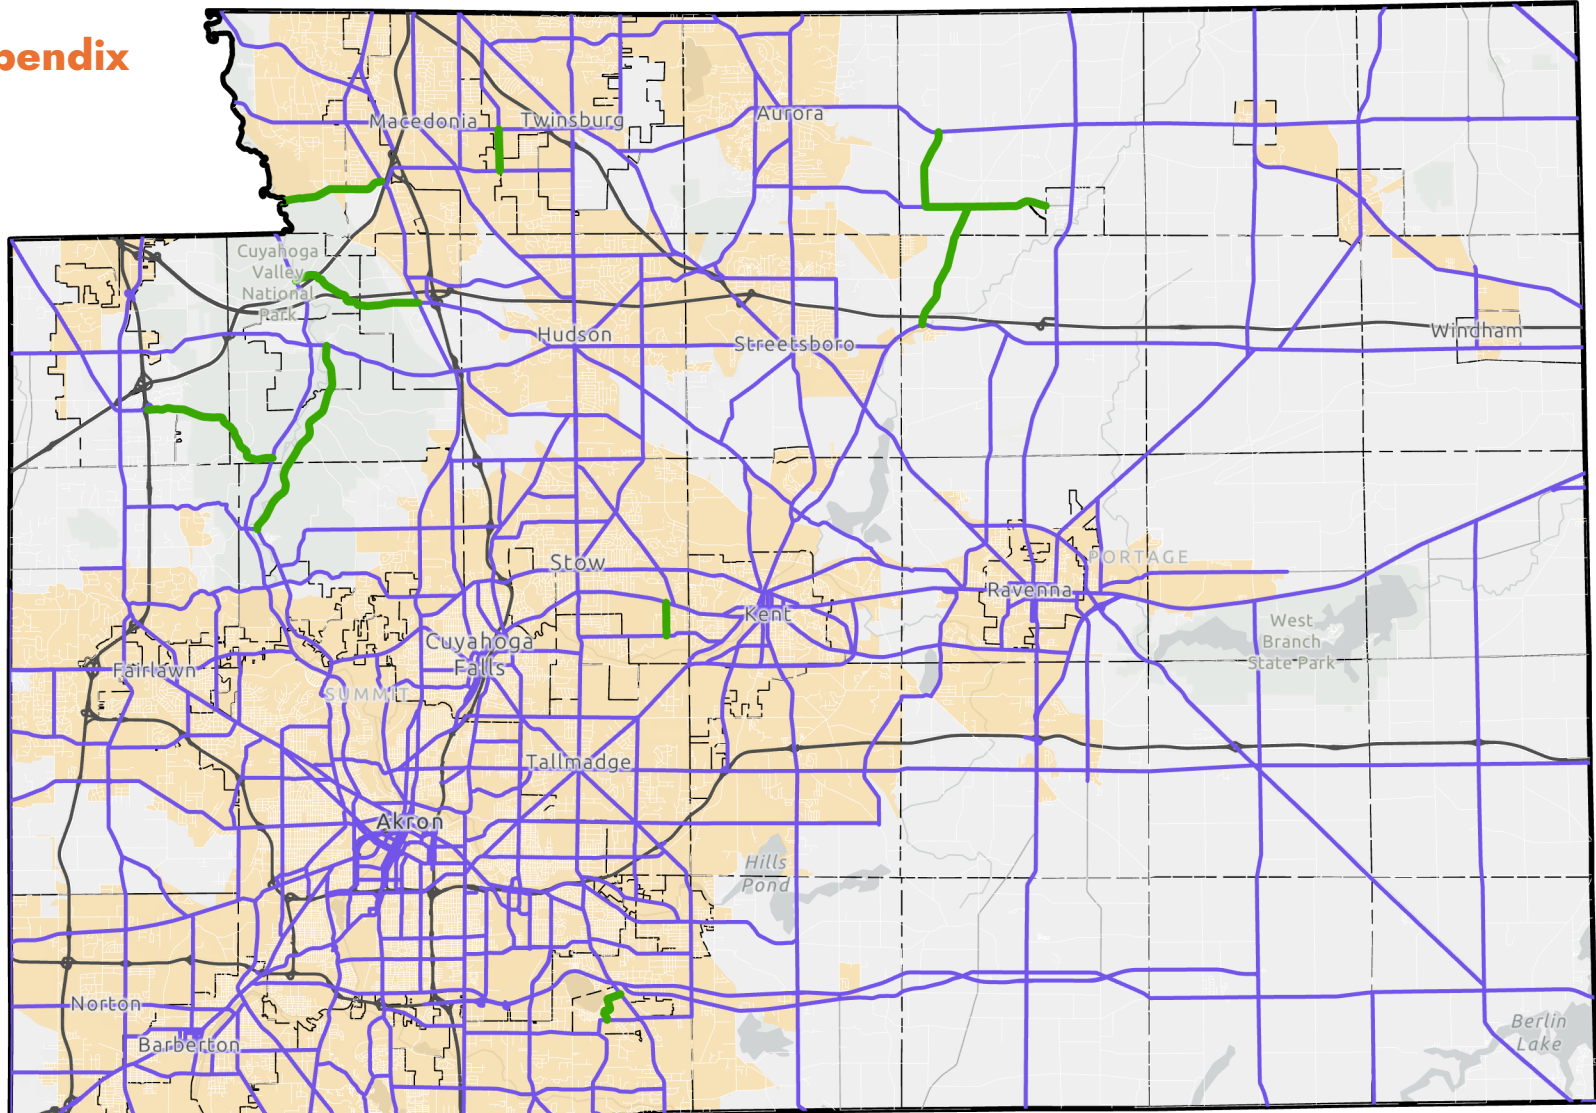 pendix
Macedonia
Twinsburg
Aurora
Cuyahoga
Valley
National
Park
Hudson
Streetsboro
Windham
Stow
PORTAGE
Ravenna
Kent
West
Branch
State Park
Cuyahoga
Falls
Fairlawn
SUMMIT
Tallmadge
Akron
Hills
Pond
Norton
Barberton
Berlin
Lake